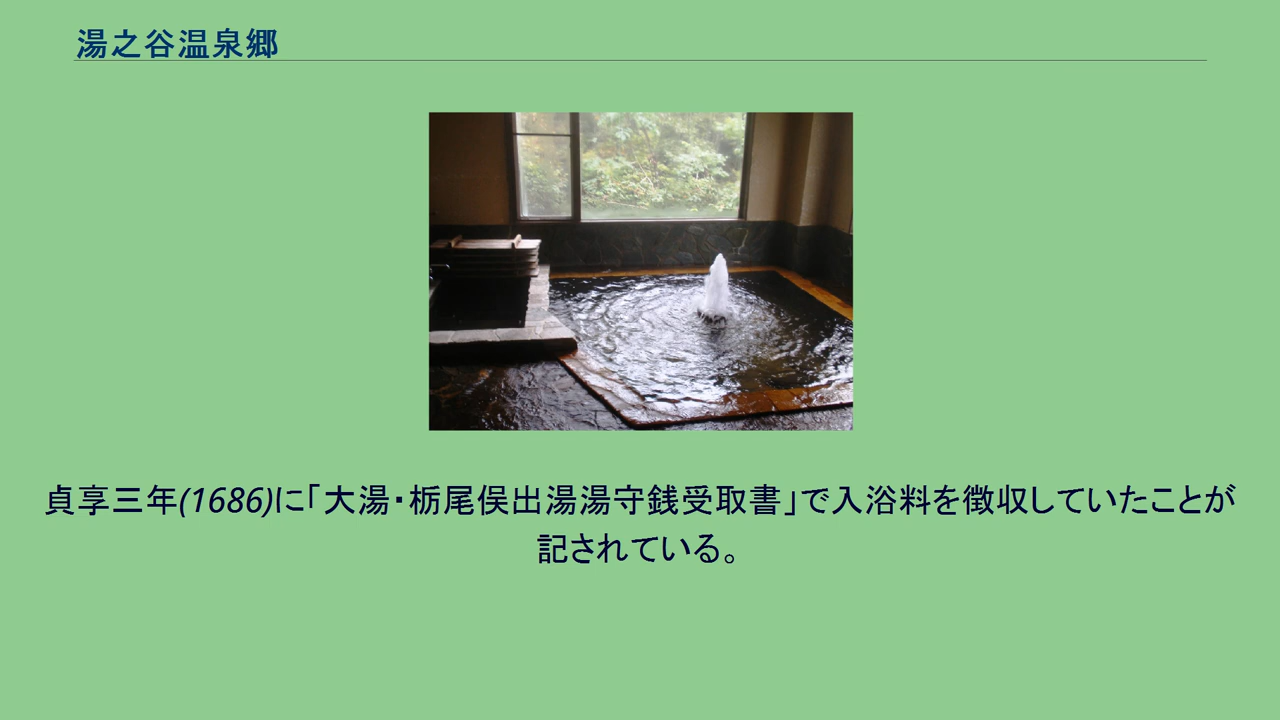 湯之谷温泉郷
貞享三年(1686)に「大湯・栃尾俣出湯湯守銭受取書」で入浴料を徴収していたことが
記されている。